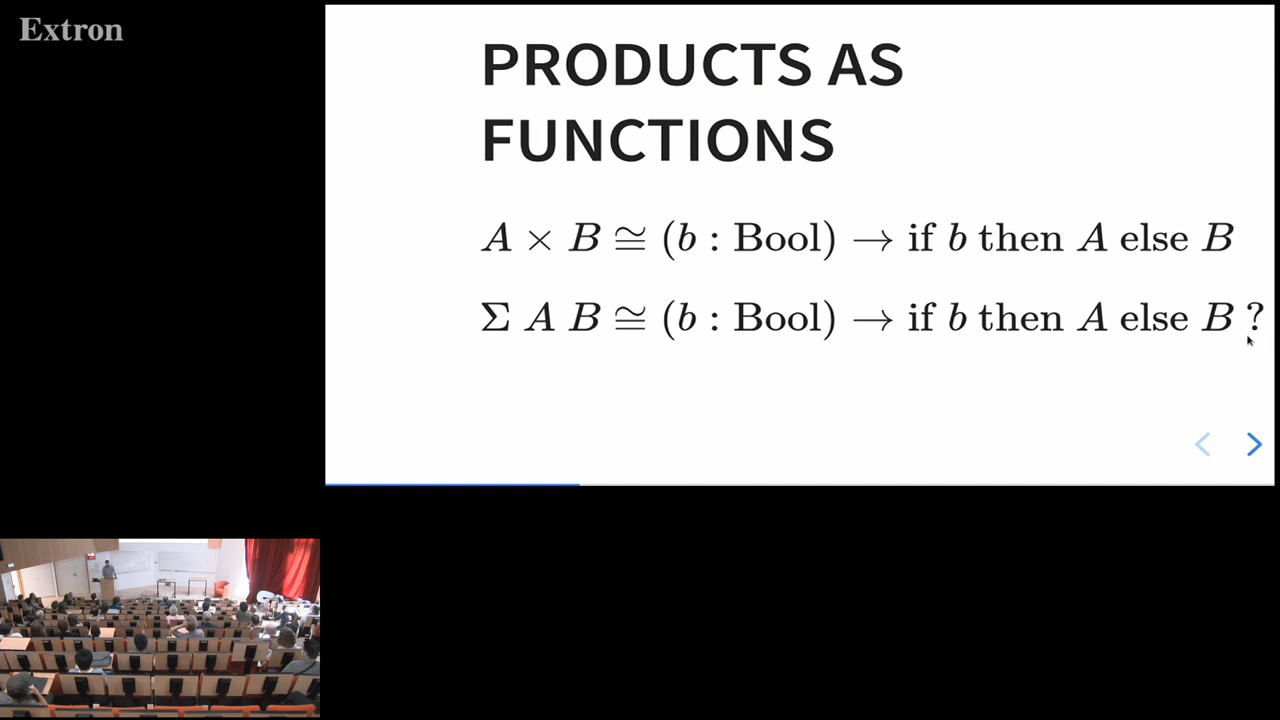 Extron
PRODUCTS AS
FUNCTIONS
A × B ≅ (b : Bool) → if b then A else B
Σ A B ≅ (b : Bool) → if b then A else B ?